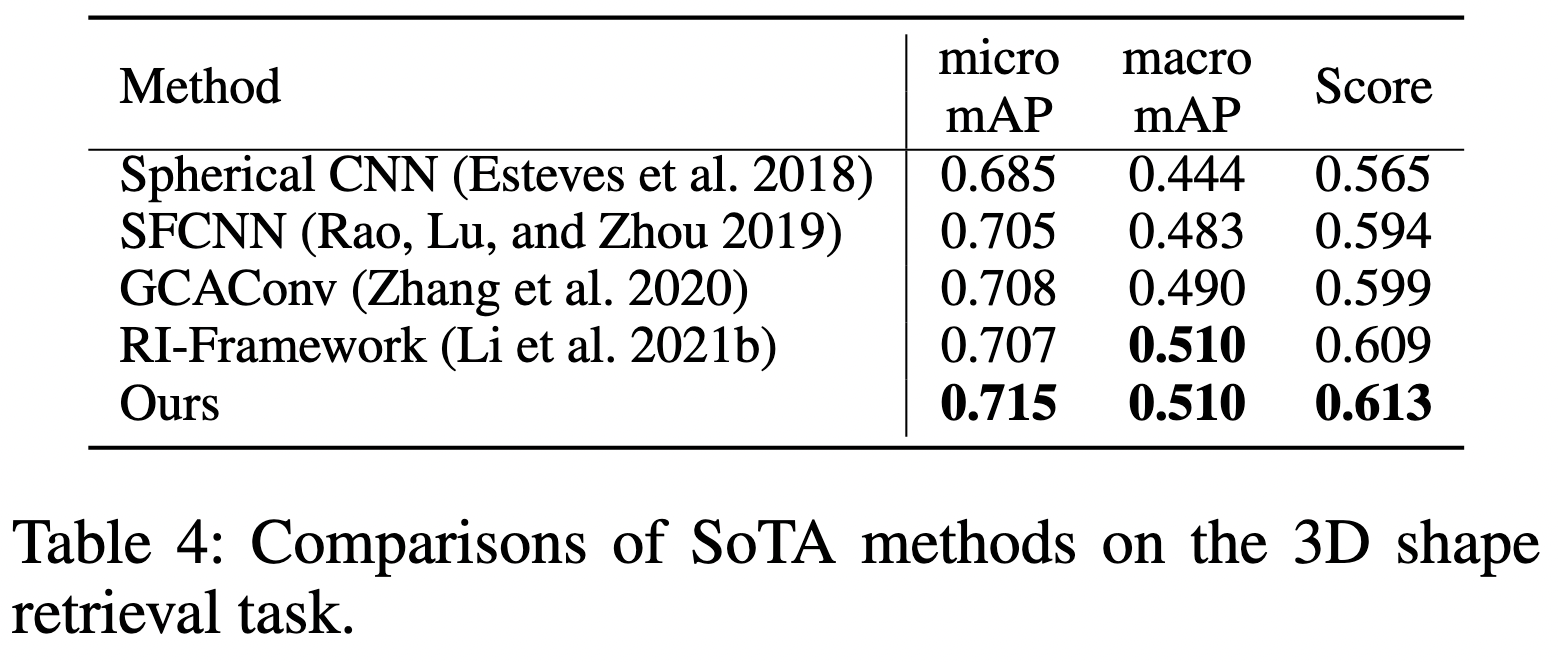 Method micro mAP macro mAP Score
Spherical CNN (Esteves et al. 2018) 0.685 0.444 0.565
SFCNN (Rao, Lu, and Zhou 2019) 0.705 0.483 0.594
GCAConv (Zhang et al. 2020) 0.708 0.490 0.599
RI-Framework (Li et al. 2021b) 0.707 0.510 0.609
Ours 0.715 0.510 0.613
Table 4: Comparisons of SoTA methods on the 3D shape
retrieval task.